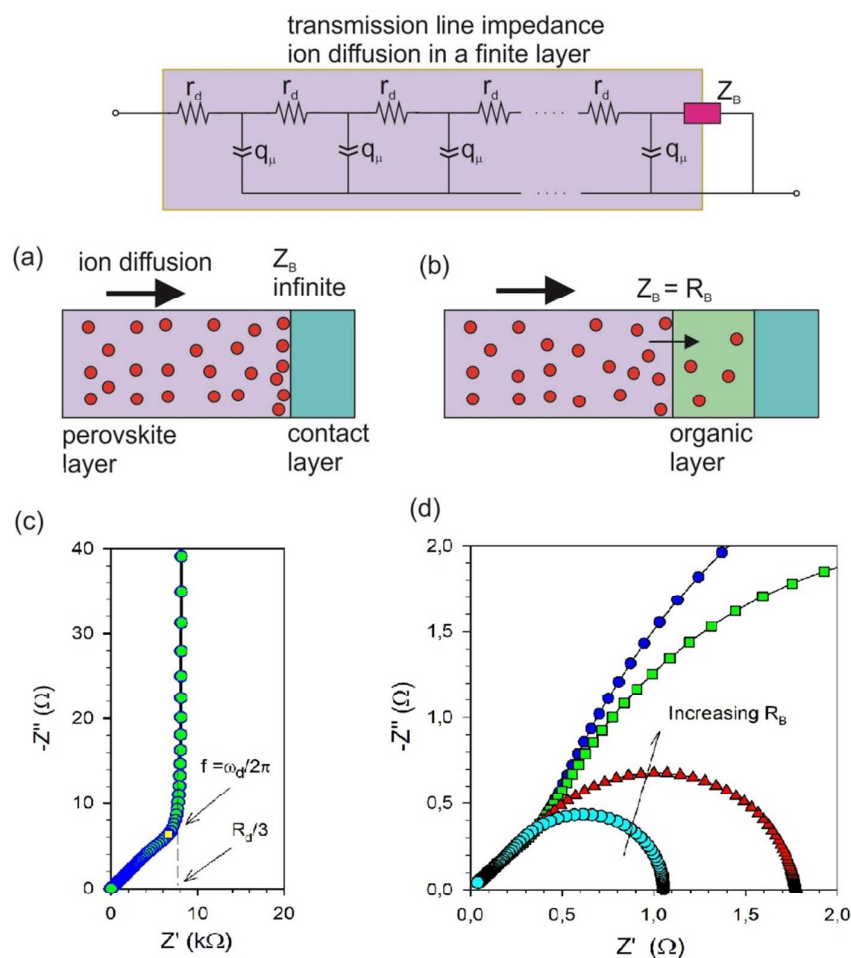 transmission line impedance
ion diffusion in a finite layer
r_d r_d r_d r_d r_d Z_B
q_μ q_μ q_μ q_μ
(a) ion diffusion Z_B infinite
perovskite layer
contact layer
(b) Z_B = R_B
organic layer
(c)
-Z'' (Ω)
40
30
20
10
0
f =ω_d/2π
R_d/3
0 10 20
Z' (kΩ)
(d)
-Z'' (Ω)
2,0
1,5
1,0
0,5
0,0
Increasing R_B
0,0 0,5 1,0 1,5 2,0
Z' (Ω)